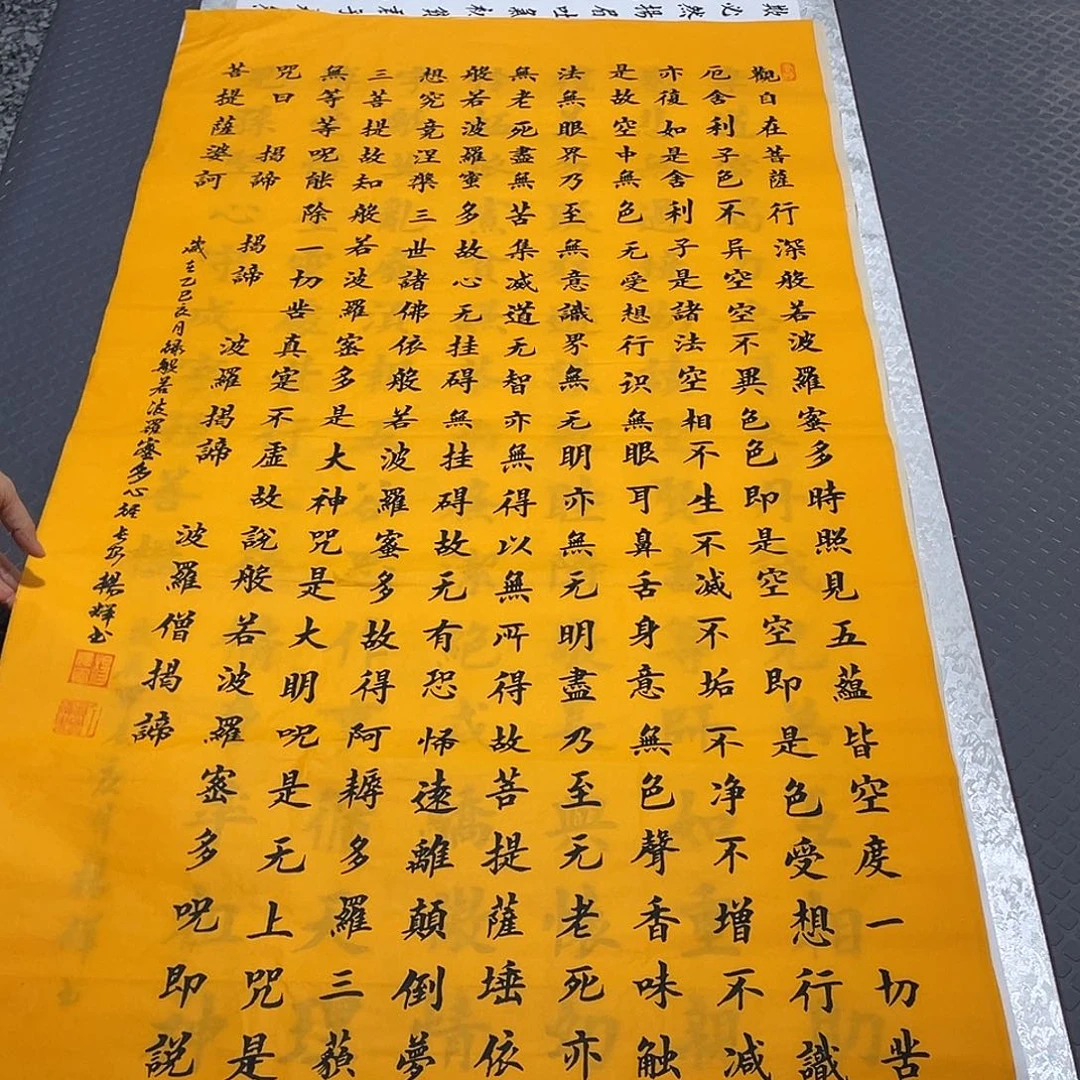 觀自在菩薩行深般若波羅蜜多時照見五蘊皆空度一切苦
厄舍利子色不异空空不異色色即是空空即是色受想行識
亦復如是舍利子是諸法空相不生不滅不垢不净不增不減
是故空中無色无受想行识無眼耳鼻舌身意無色聲香味触
法無眼界乃至無意識界無无明亦無无明盡乃至无老死亦
無老死盡無苦集滅道无智亦無得以無所得故菩提薩埵依
般若波羅蜜多故心无挂碍無挂碍故无有恐怖遠離顛倒夢
想究竟涅槃三世諸佛依般若波羅蜜多故得阿耨多羅三藐
三菩提故知般若波羅蜜多是大神咒是大明呪是无上咒是
無等等呪能除一切苦真寔不虛故說般若波羅蜜多呪即説
咒曰 揭諦 揭諦 波羅揭諦 波羅僧揭諦
菩提薩婆訶
歲在乙巳亥月録般若波羅蜜多心經 長安 楊輝书